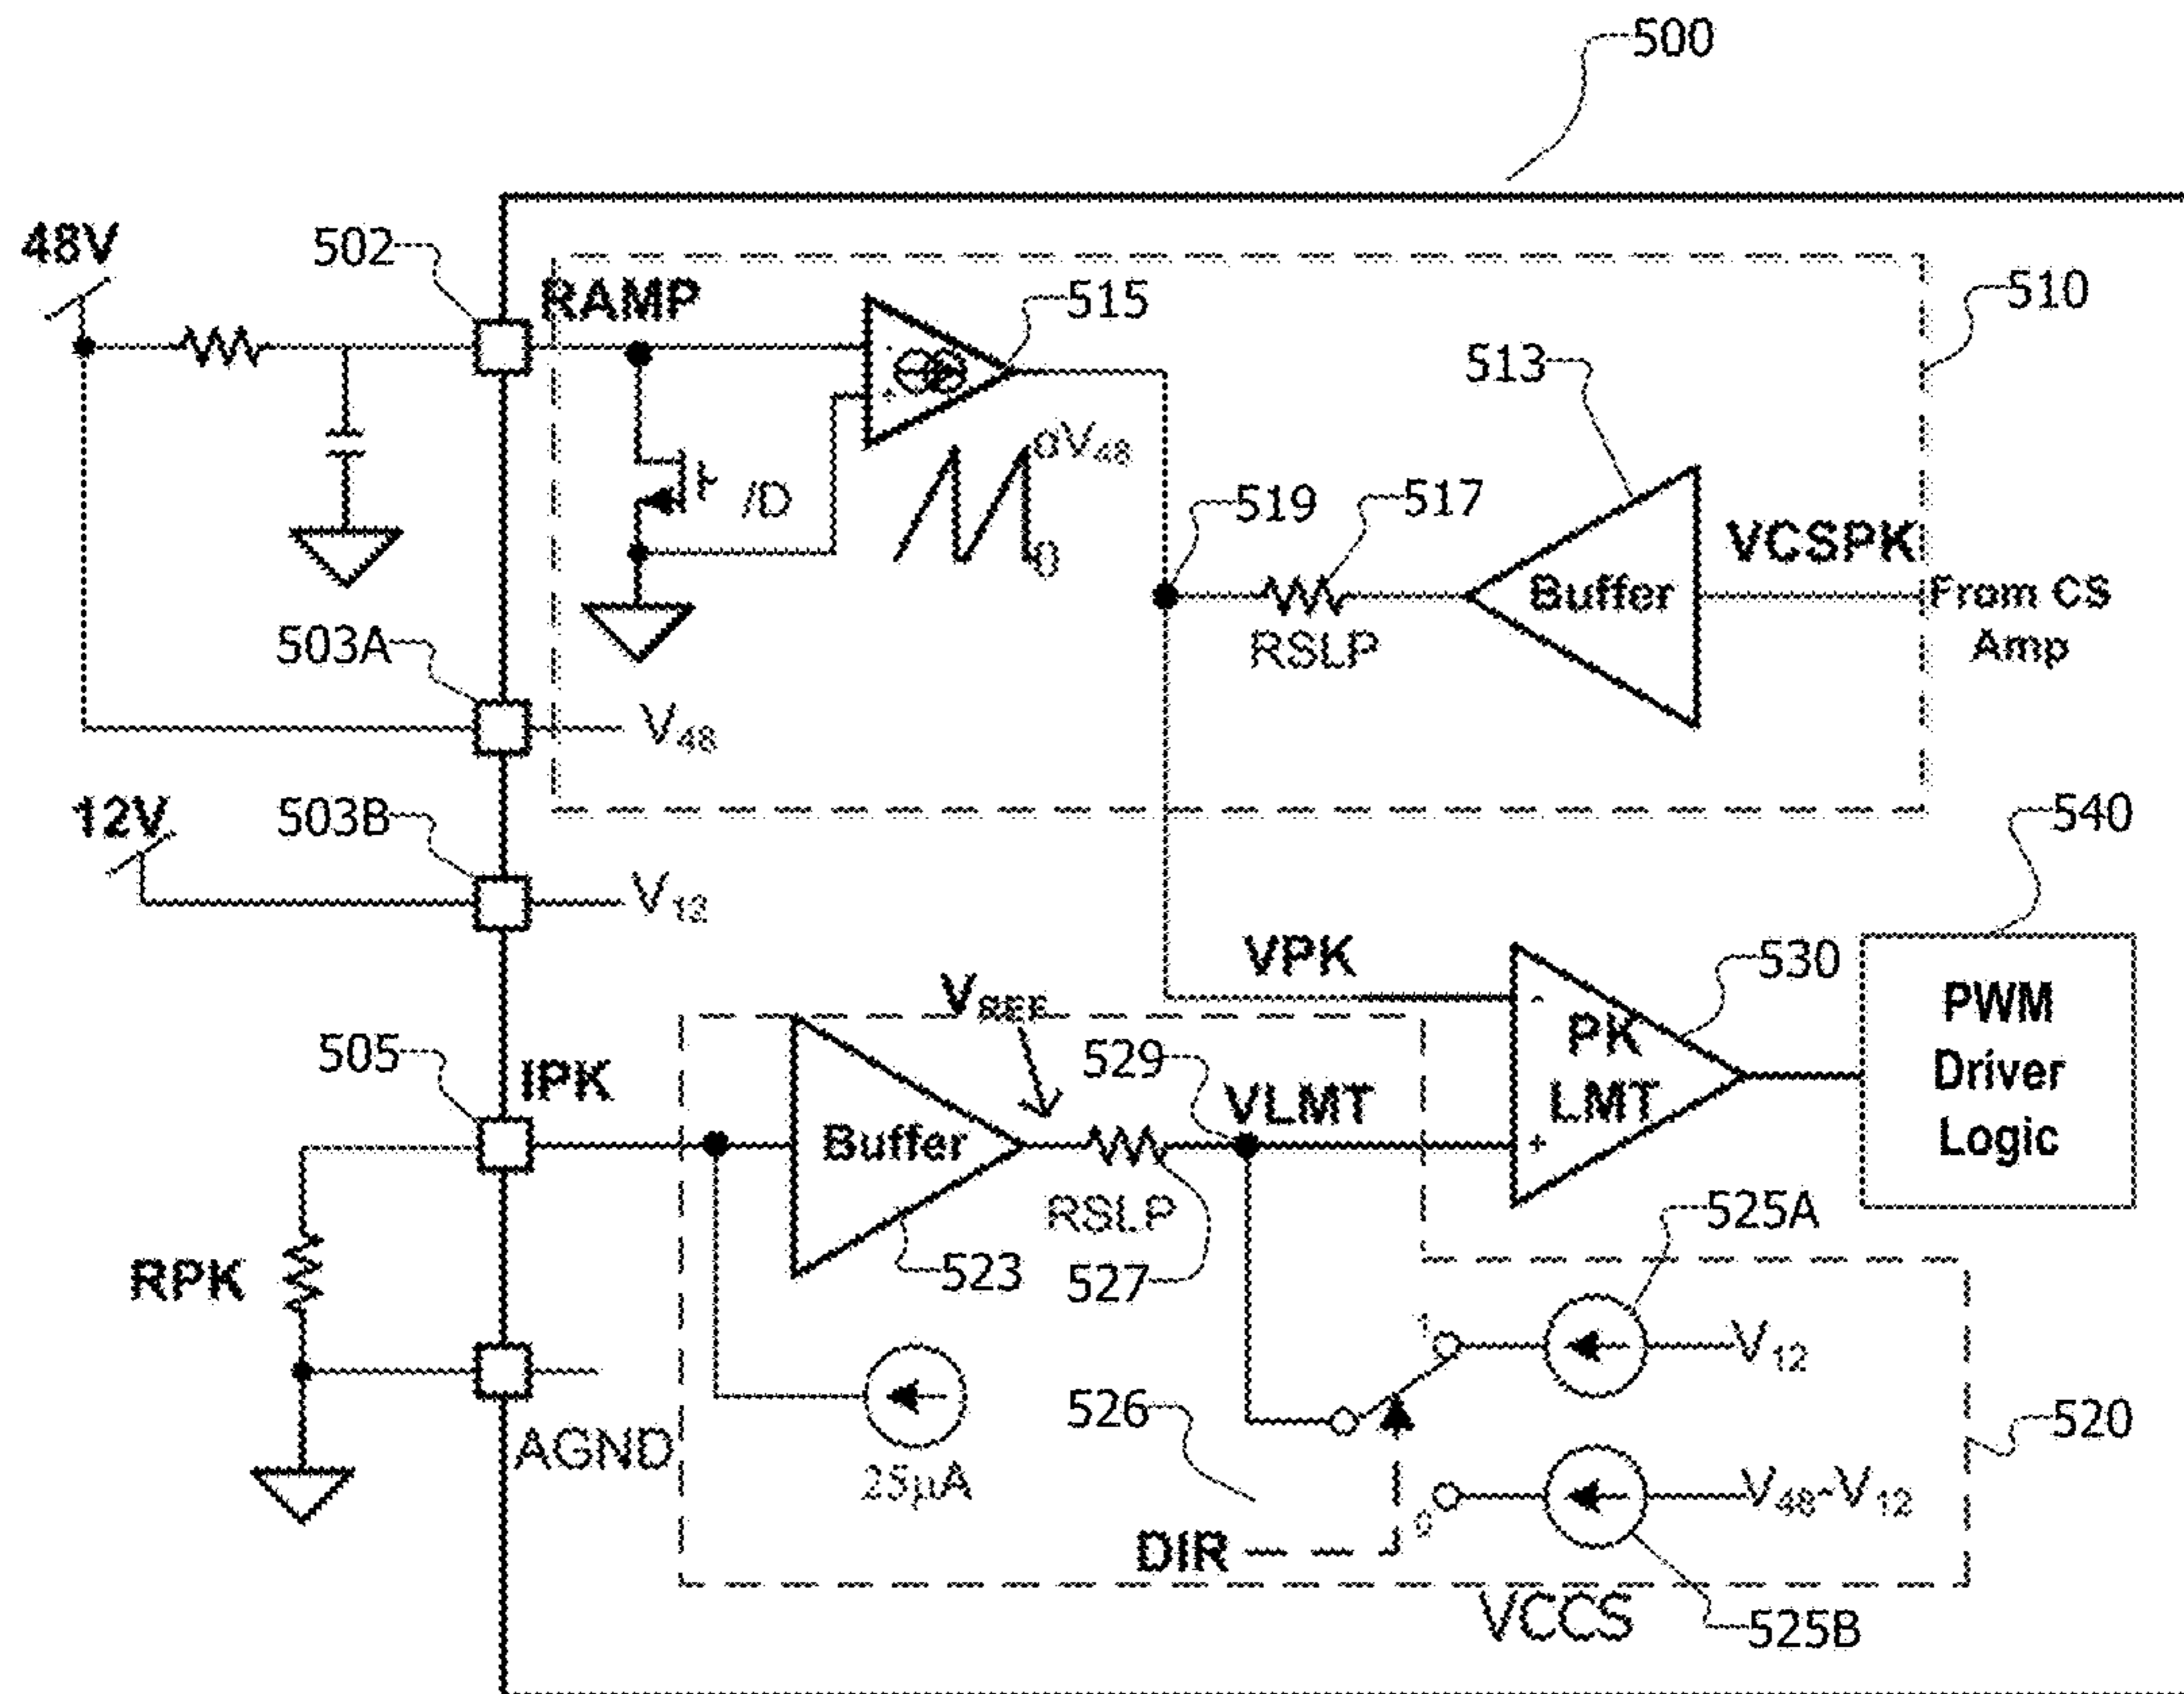 500
48V
502
RAMP
515
510
513
αV48
/D
519
517
0
VCSPK
Buffer
From CS
Amp
RSLP
503A
V48
12V
503B
540
V12
VPK
530
VREF
PK
LMT
PWM
Driver
Logic
505
IPK
529
VLMT
Buffer
RSLP
525A
RPK
523
527
1
V12
526
520
AGND
25μA
0
V48-V12
DIR
VCCS
525B